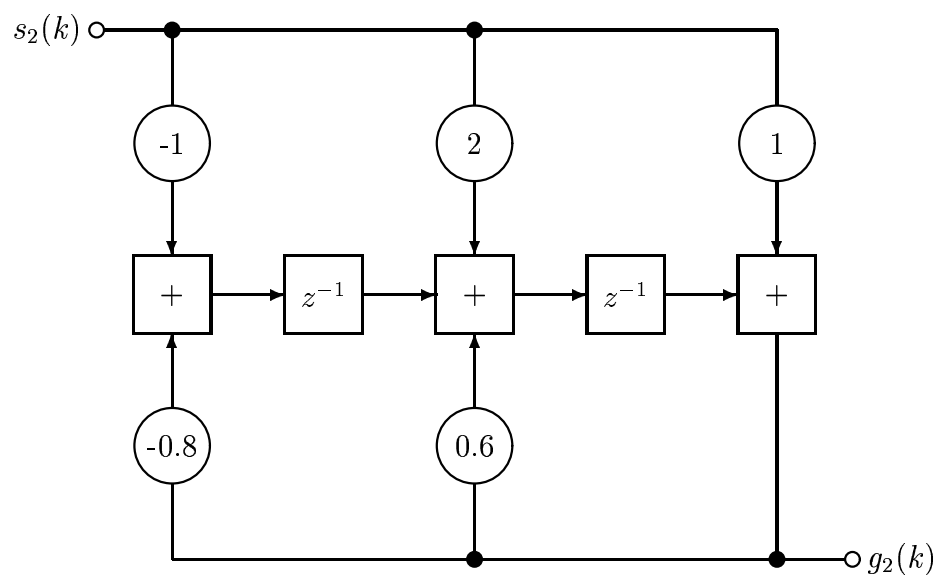 s₂(k)
-1 2 1
+ z⁻¹ + z⁻¹ +
-0.8 0.6
g₂(k)